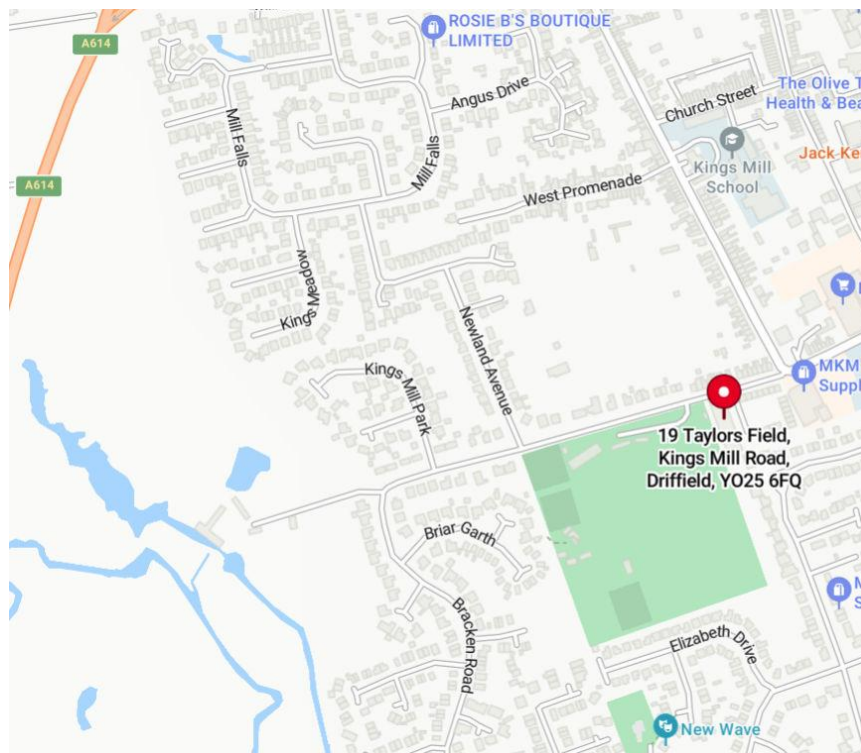 ROSIE B'S BOUTIQUE
LIMITED
A614
Angus Drive
The Olive T
Health & Bea
Church Street
Mill Falls
Mill Falls
Kings Mill
School
Jack Ke
A614
West Promenade
Kings Meadow
Newland Avenue
Kings Mill Park
MKM
Suppl
19 Taylors Field,
Kings Mill Road,
Driffield, YO25 6FQ
Briar Garth
Bracken Road
M
S
Elizabeth Drive
New Wave